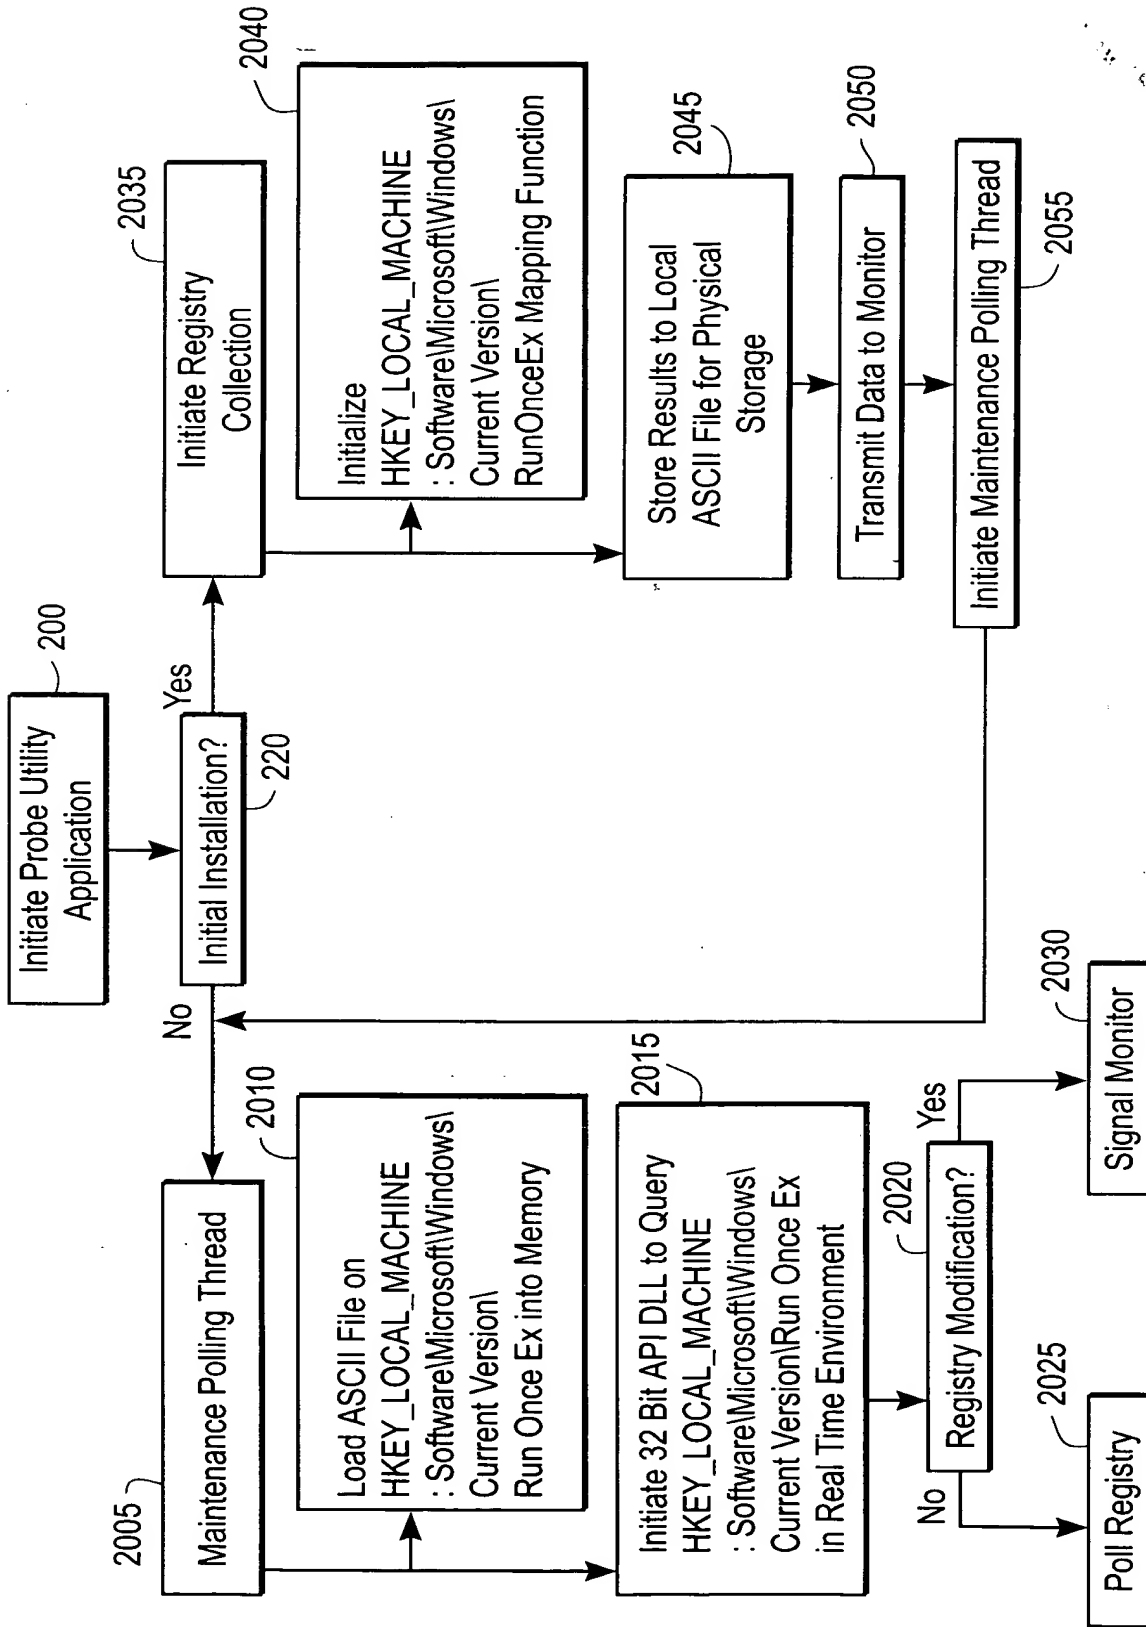 Initiate Probe Utility
Application
200
Initial Installation?
220
No
Yes
2005
Maintenance Polling Thread
2010
Load ASCII File on
HKEY_LOCAL_MACHINE
: Software\Microsoft\Windows\
Current Version\
Run Once Ex into Memory
2015
Initiate 32 Bit API DLL to Query
HKEY_LOCAL_MACHINE
: Software\Microsoft\Windows\
Current Version\Run Once Ex
in Real Time Environment
2020
Registry Modification?
No
Yes
2025
Poll Registry
2030
Signal Monitor
2035
Initiate Registry
Collection
2040
Initialize
HKEY_LOCAL_MACHINE
: Software\Microsoft\Windows\
Current Version\
RunOnceEx Mapping Function
2045
Store Results to Local
ASCII File for Physical
Storage
2050
Transmit Data to Monitor
Initiate Maintenance Polling Thread
2055